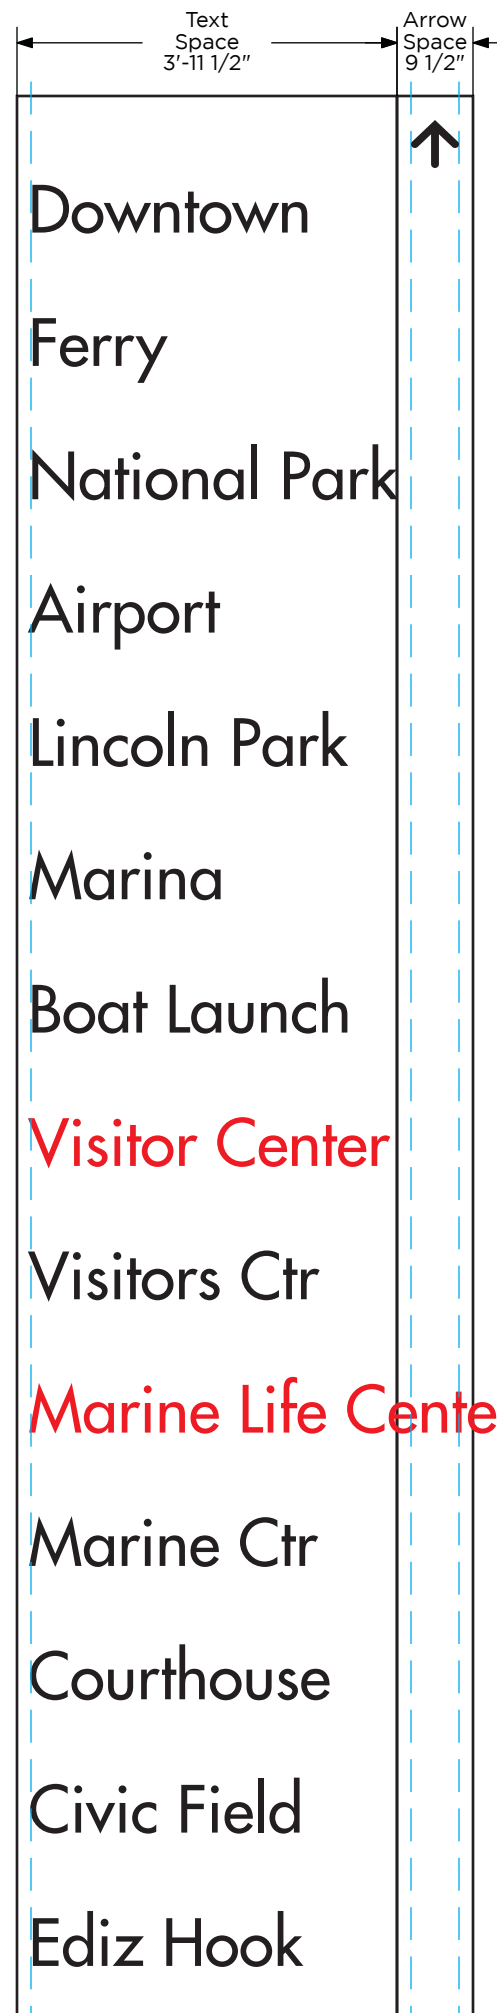 Text Arrow
Space Space
3'-11 1/2" 9 1/2"
Downtown
Ferry
National Park
Airport
Lincoln Park
Marina
Boat Launch
Visitor Center
Visitors Ctr
Marine Life Cente
Marine Ctr
Courthouse
Civic Field
Ediz Hook